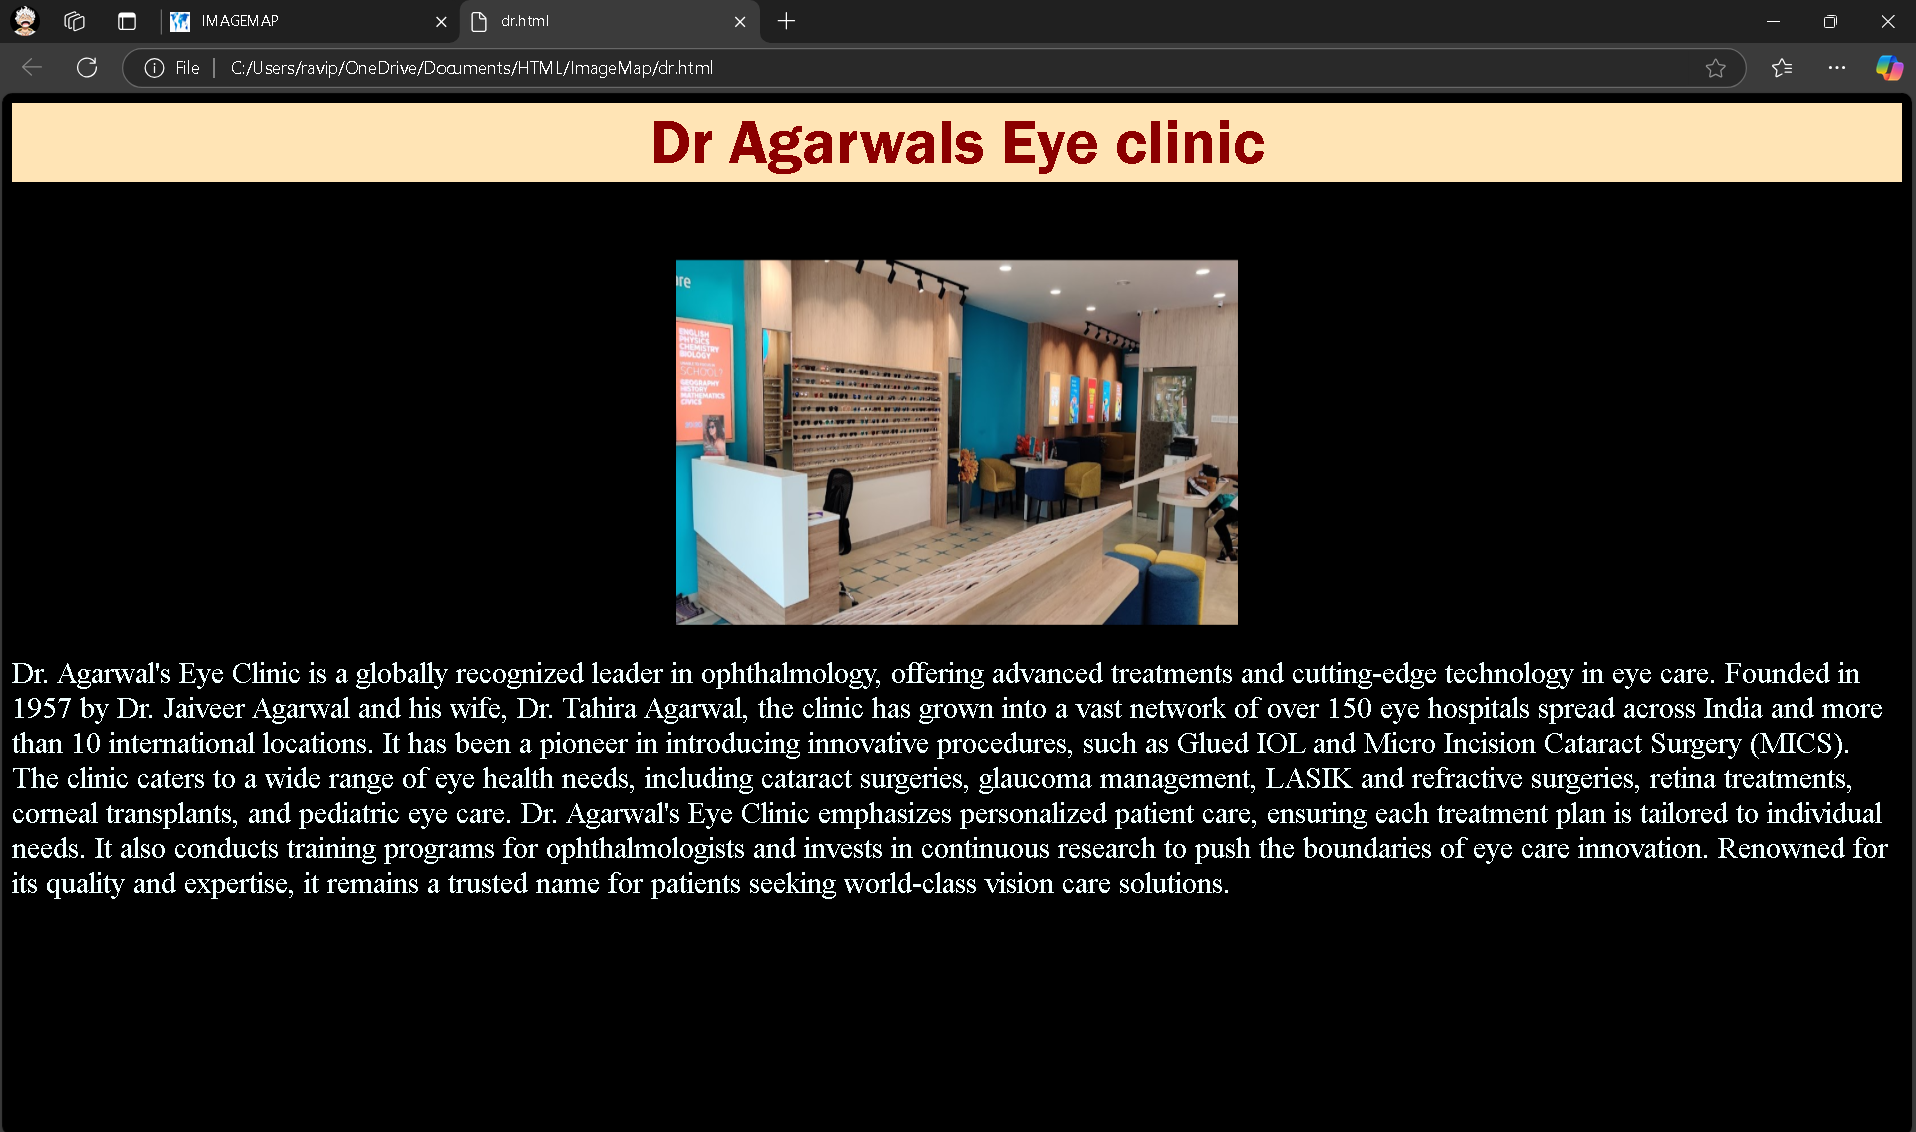 IMAGEMAP
dr.html
File
C:/Users/ravip/OneDrive/Documents/HTML/ImageMap/dr.html
Dr Agarwals Eye clinic
re
ENGLISH
PHYSICS
CHEMISTRY
BIOLOGY
SCHOOL?
GEOGRAPHY
HISTORY
MATHEMATICS
CIVICS
Dr. Agarwal's Eye Clinic is a globally recognized leader in ophthalmology, offering advanced treatments and cutting-edge technology in eye care. Founded in
1957 by Dr. Jaiveer Agarwal and his wife, Dr. Tahira Agarwal, the clinic has grown into a vast network of over 150 eye hospitals spread across India and more
than 10 international locations. It has been a pioneer in introducing innovative procedures, such as Glued IOL and Micro Incision Cataract Surgery (MICS).
The clinic caters to a wide range of eye health needs, including cataract surgeries, glaucoma management, LASIK and refractive surgeries, retina treatments,
corneal transplants, and pediatric eye care. Dr. Agarwal's Eye Clinic emphasizes personalized patient care, ensuring each treatment plan is tailored to individual
needs. It also conducts training programs for ophthalmologists and invests in continuous research to push the boundaries of eye care innovation. Renowned for
its quality and expertise, it remains a trusted name for patients seeking world-class vision care solutions.